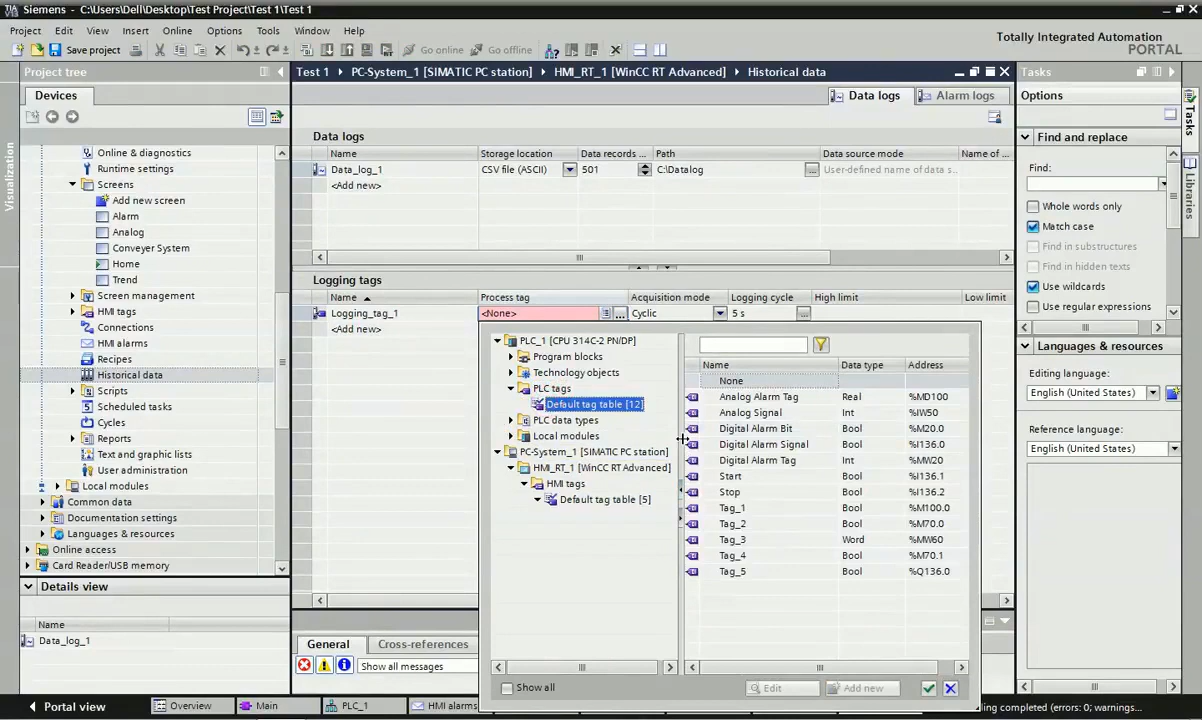 Siemens - C:\Users\Dell\Desktop\Test Project\Test 1\Test 1
Project Edit View Insert Online Options Tools Window Help
Totally Integrated Automation
PORTAL
Save project
Go online
Go offline
Project tree
Devices
Visualization
Online & diagnostics
Runtime settings
Screens
Add new screen
Alarm
Analog
Conveyer System
Home
Trend
Screen management
HMI tags
Connections
HMI alarms
Recipes
Historical data
Scripts
Scheduled tasks
Cycles
Reports
Text and graphic lists
User administration
Local modules
Common data
Documentation settings
Languages & resources
Online access
Card Reader/USB memory
Details view
Name
Data_log_1
Test 1 PC-System_1 [SIMATIC PC station] HMI_RT_1 [WinCC RT Advanced] Historical data
Data logs Alarm logs
Data logs
Name Storage location Data records ... Path Data source mode Name of ...
Data_log_1 CSV file (ASCII) 501 C:\Datalog ... User-defined name of data s...
<Add new>
Logging tags
Name Process tag Acquisition mode Logging cycle High limit Low limit
Logging_tag_1 <None> ... Cyclic 5 s ...
<Add new>
PLC_1 [CPU 314C-2 PN/DP]
Program blocks
Technology objects
PLC tags
Default tag table [12]
PLC data types
Local modules
PC-System_1 [SIMATIC PC station]
HMI_RT_1 [WinCC RT Advanced]
HMI tags
Default tag table [5]
Name Data type Address
None
Analog Alarm Tag Real %MD100
Analog Signal Int %IW50
Digital Alarm Bit Bool %M20.0
Digital Alarm Signal Bool %I136.0
Digital Alarm Tag Int %MW20
Start Bool %I136.1
Stop Bool %I136.2
Tag_1 Bool %M100.0
Tag_2 Bool %M70.0
Tag_3 Word %MW60
Tag_4 Bool %M70.1
Tag_5 Bool %Q136.0
Show all
Edit
Add new
General Cross-references
Show all messages
Tasks
Options
Find and replace
Find:
Whole words only
Match case
Find in substructures
Find in hidden texts
Use wildcards
Use regular expressions
Languages & resources
Editing language:
English (United States)
Reference language:
English (United States)
Tasks
Libraries
Portal view
Overview
Main
PLC_1
HMI alarms
(errors: 0; warnings...